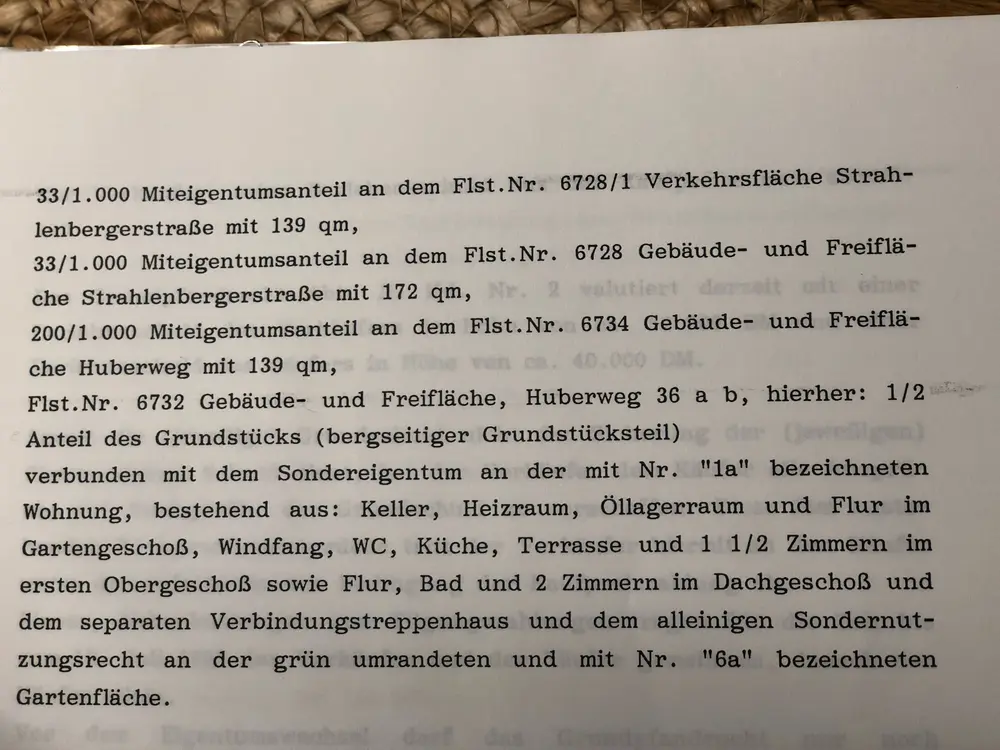 33/1.000 Miteigentumsanteil an dem Flst.Nr. 6728/1 Verkehrsfläche Strah-
lenbergerstraße mit 139 qm,
33/1.000 Miteigentumsanteil an dem Flst.Nr. 6728 Gebäude- und Freiflä-
che Strahlenbergerstraße mit 172 qm,
200/1.000 Miteigentumsanteil an dem Flst.Nr. 6734 Gebäude- und Freiflä-
che Huberweg mit 139 qm,
Flst.Nr. 6732 Gebäude- und Freifläche, Huberweg 36 a b, hierher: 1/2
Anteil des Grundstücks (bergseitiger Grundstücksteil)
verbunden mit dem Sondereigentum an der mit Nr. "1a" bezeichneten
Wohnung, bestehend aus: Keller, Heizraum, Öllagerraum und Flur im
Gartengeschoß, Windfang, WC, Küche, Terrasse und 1 1/2 Zimmern im
ersten Obergeschoß sowie Flur, Bad und 2 Zimmern im Dachgeschoß und
dem separaten Verbindungstreppenhaus und dem alleinigen Sondernut-
zungsrecht an der grün umrandeten und mit Nr. "6a" bezeichneten
Gartenfläche.